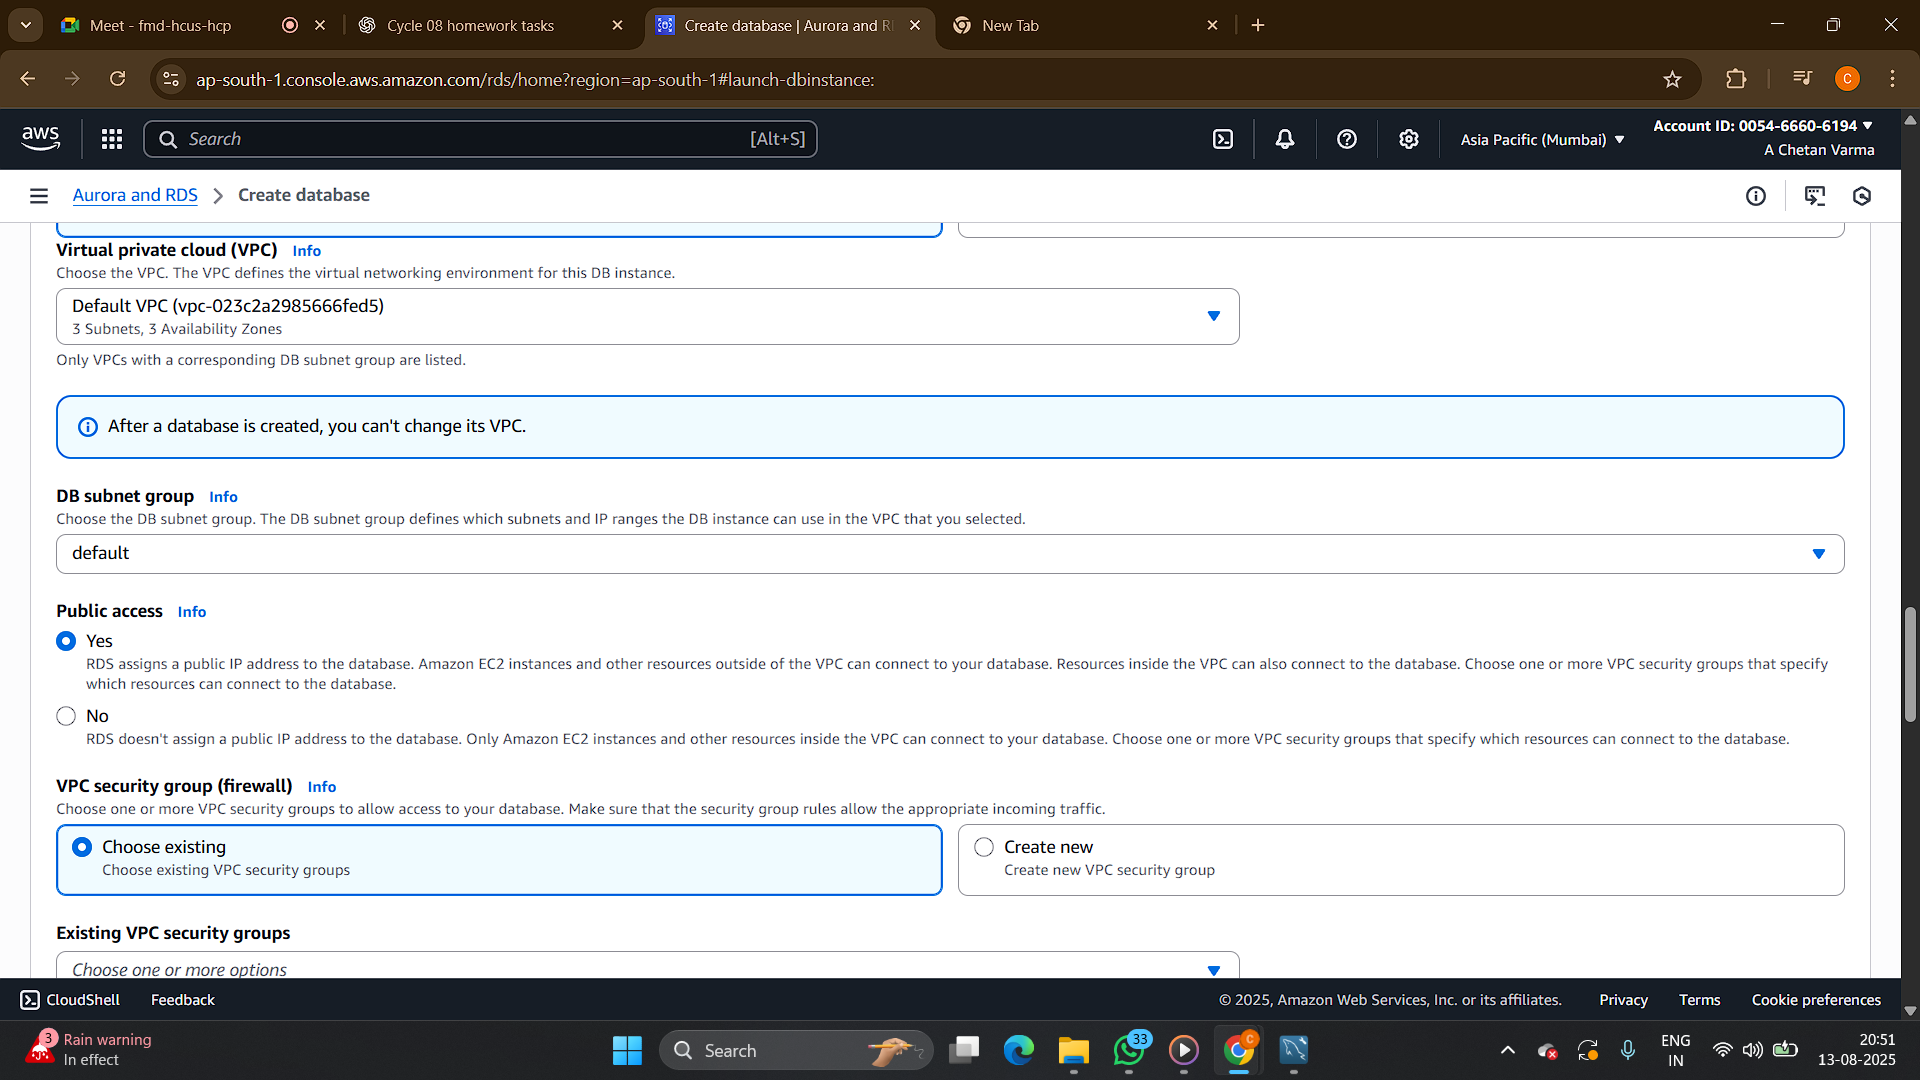 Meet - fmd-hcus-hcp
Cycle 08 homework tasks
Create database | Aurora and R
New Tab
ap-south-1.console.aws.amazon.com/rds/home?region=ap-south-1#launch-dbinstance:
C
aws
Search
[Alt+S]
Asia Pacific (Mumbai)
Account ID: 0054-6660-6194
A Chetan Varma
Aurora and RDS
Create database
Virtual private cloud (VPC) Info
Choose the VPC. The VPC defines the virtual networking environment for this DB instance.
Default VPC (vpc-023c2a2985666fed5)
3 Subnets, 3 Availability Zones
Only VPCs with a corresponding DB subnet group are listed.
After a database is created, you can't change its VPC.
DB subnet group Info
Choose the DB subnet group. The DB subnet group defines which subnets and IP ranges the DB instance can use in the VPC that you selected.
default
Public access Info
Yes
RDS assigns a public IP address to the database. Amazon EC2 instances and other resources outside of the VPC can connect to your database. Resources inside the VPC can also connect to the database. Choose one or more VPC security groups that specify
which resources can connect to the database.
No
RDS doesn't assign a public IP address to the database. Only Amazon EC2 instances and other resources inside the VPC can connect to your database. Choose one or more VPC security groups that specify which resources can connect to the database.
VPC security group (firewall) Info
Choose one or more VPC security groups to allow access to your database. Make sure that the security group rules allow the appropriate incoming traffic.
Choose existing
Choose existing VPC security groups
Create new
Create new VPC security group
Existing VPC security groups
Choose one or more options
CloudShell
Feedback
© 2025, Amazon Web Services, Inc. or its affiliates.
Privacy
Terms
Cookie preferences
3
Rain warning
In effect
Search
33
C
ENG
IN
20:51
13-08-2025